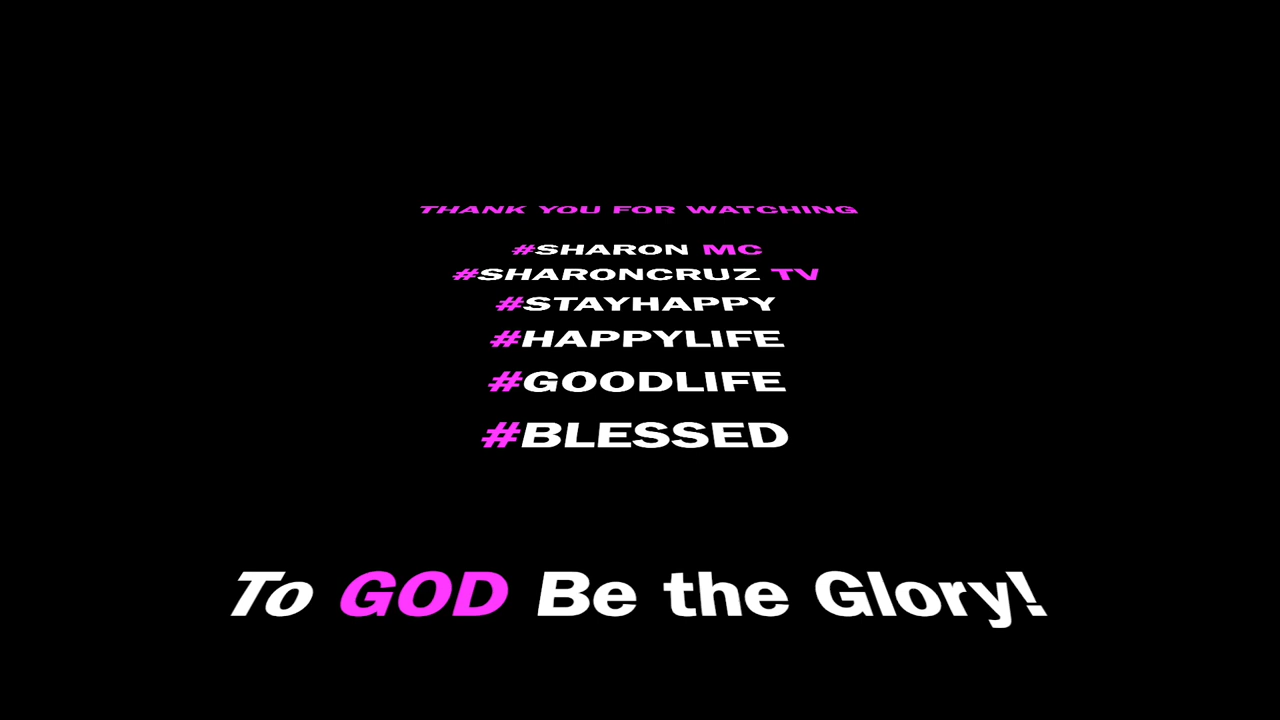 THANK YOU FOR WATCHING
#SHARON MC
#SHARONCRUZ TV
#STAYHAPPY
#HAPPYLIFE
#GOODLIFE
#BLESSED
To GOD Be the Glory!